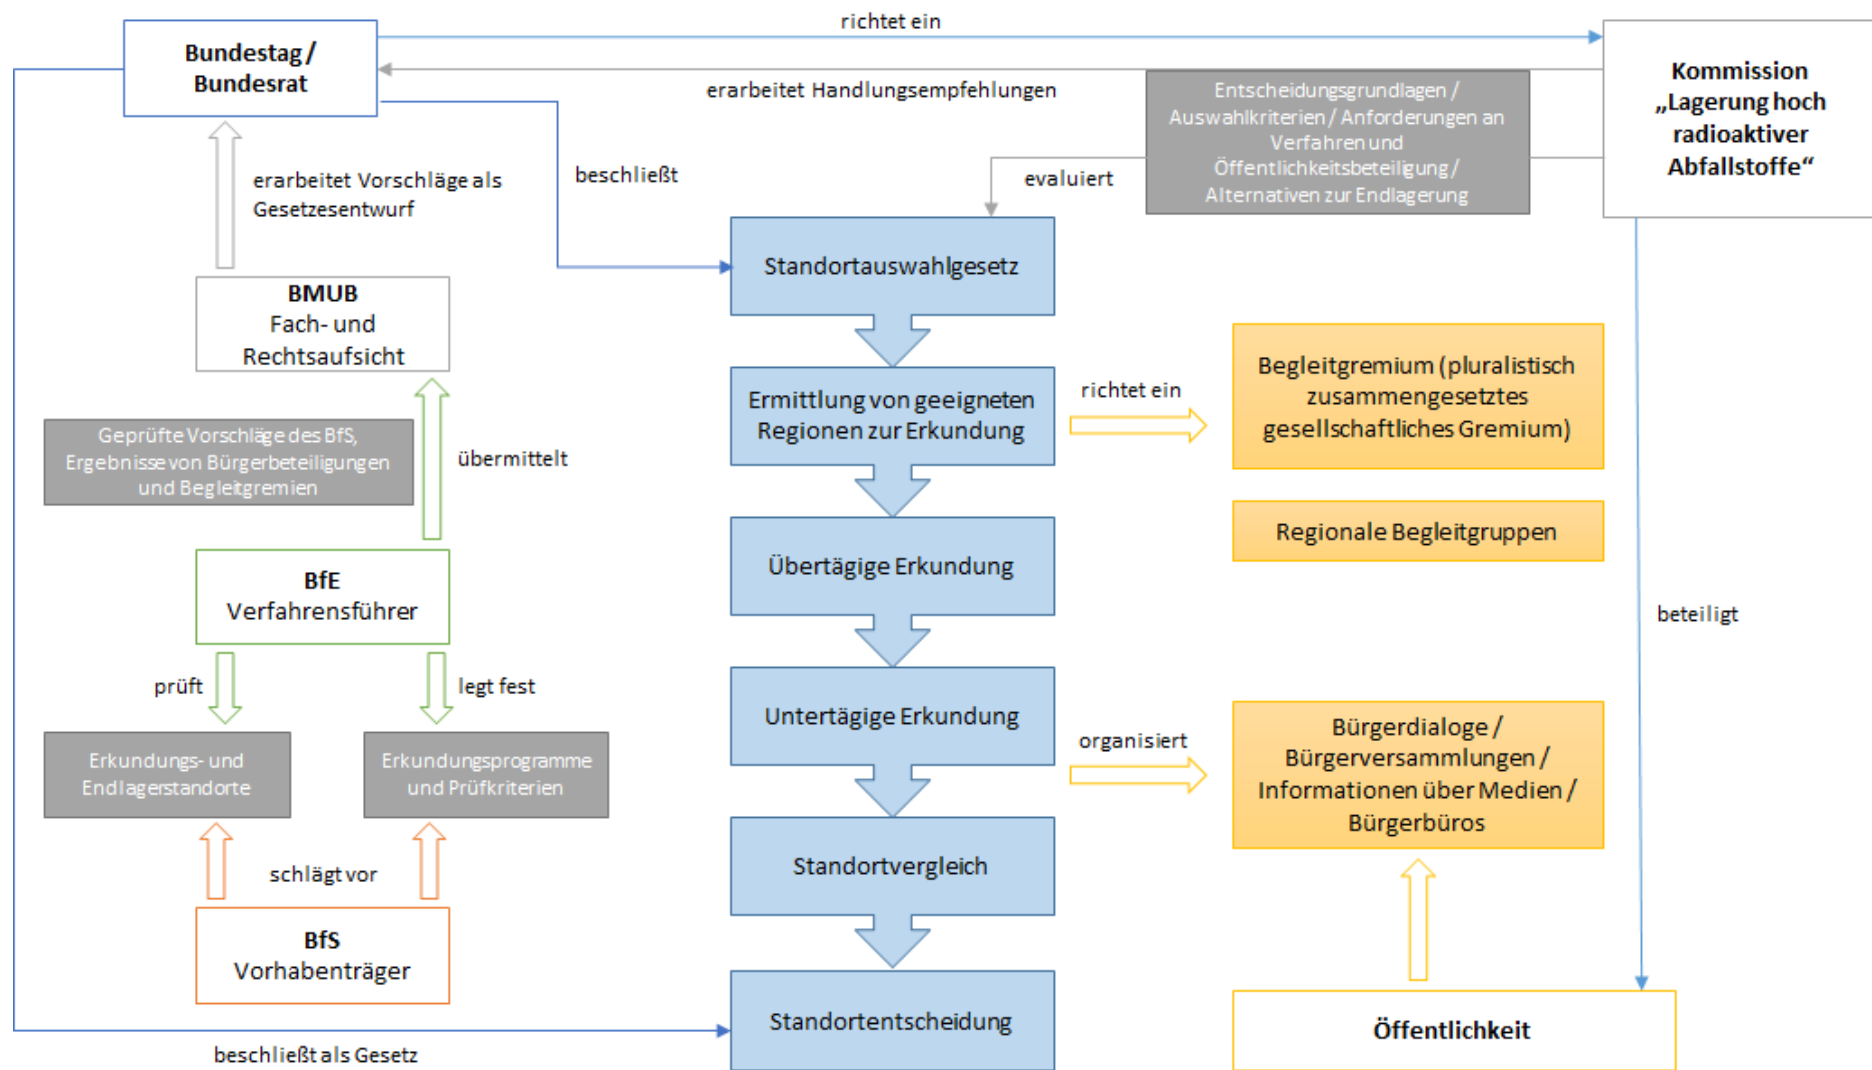 richtet ein
Bundestag /
Bundesrat
Kommission
„Lagerung hoch
radioaktiver
Abfallstoffe“
erarbeitet Handlungsempfehlungen
Entscheidungsgrundlagen /
Auswahlkriterien / Anforderungen an
Verfahren und
Öffentlichkeitsbeteiligung /
Alternativen zur Endlagerung
erarbeitet Vorschläge als
Gesetzesentwurf
beschließt
evaluiert
Standortauswahlgesetz
BMUB
Fach- und
Rechtsaufsicht
Ermittlung von geeigneten
Regionen zur Erkundung
richtet ein
Begleitgremium (pluralistisch
zusammengesetztes
gesellschaftliches Gremium)
Geprüfte Vorschläge des BfS,
Ergebnisse von Bürgerbeteiligungen
und Begleitgremien
übermittelt
Regionale Begleitgruppen
BfE
Verfahrensführer
Übertägige Erkundung
beteiligt
prüft
legt fest
Untertägige Erkundung
organisiert
Bürgerdialoge /
Bürgerversammlungen /
Informationen über Medien /
Bürgerbüros
Erkundungs- und
Endlagerstandorte
Erkundungsprogramme
und Prüfkriterien
schlägt vor
Standortvergleich
BfS
Vorhabenträger
Standortentscheidung
Öffentlichkeit
beschließt als Gesetz